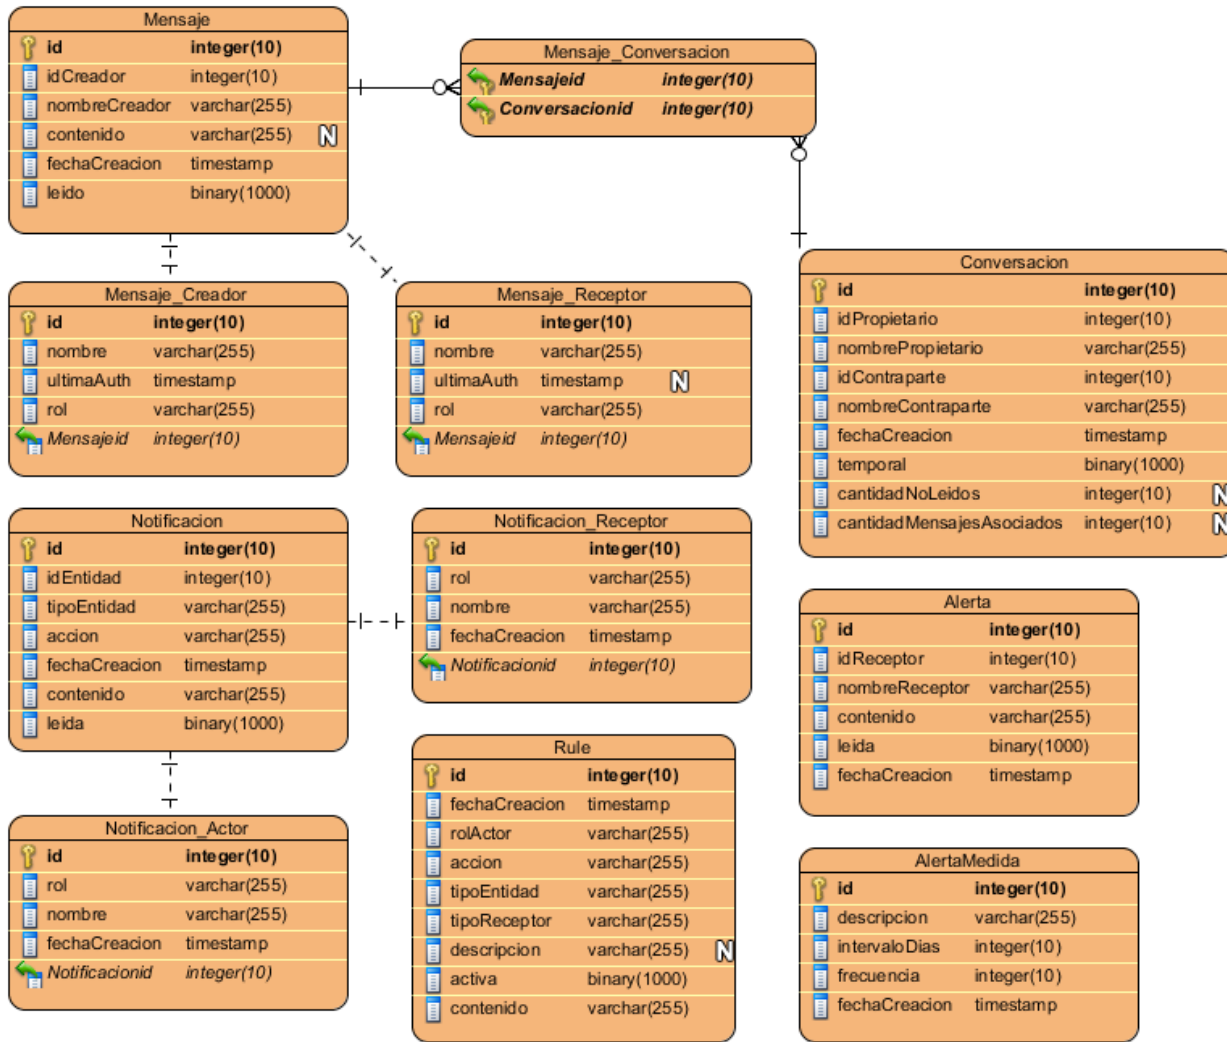 Mensaje
id integer(10)
idCreador integer(10)
nombreCreador varchar(255)
contenido varchar(255) N
fechaCreacion timestamp
leido binary(1000)
Mensaje_Conversacion
Mensajeid integer(10)
Conversacionid integer(10)
Mensaje_Creador
id integer(10)
nombre varchar(255)
ultimaAuth timestamp
rol varchar(255)
Mensajeid integer(10)
Mensaje_Receptor
id integer(10)
nombre varchar(255)
ultimaAuth timestamp N
rol varchar(255)
Mensajeid integer(10)
Conversacion
id integer(10)
idPropietario integer(10)
nombrePropietario varchar(255)
idContraparte integer(10)
nombreContraparte varchar(255)
fechaCreacion timestamp
temporal binary(1000)
cantidadNoLeidos integer(10) N
cantidadMensajesAsociados integer(10) N
Notificacion
id integer(10)
idEntidad integer(10)
tipoEntidad varchar(255)
accion varchar(255)
fechaCreacion timestamp
contenido varchar(255)
leida binary(1000)
Notificacion_Receptor
id integer(10)
rol varchar(255)
nombre varchar(255)
fechaCreacion timestamp
Notificacionid integer(10)
Alerta
id integer(10)
idReceptor integer(10)
nombreReceptor varchar(255)
contenido varchar(255)
leida binary(1000)
fechaCreacion timestamp
Notificacion_Actor
id integer(10)
rol varchar(255)
nombre varchar(255)
fechaCreacion timestamp
Notificacionid integer(10)
Rule
id integer(10)
fechaCreacion timestamp
rolActor varchar(255)
accion varchar(255)
tipoEntidad varchar(255)
tipoReceptor varchar(255)
descripcion varchar(255) N
activa binary(1000)
contenido varchar(255)
AlertaMedida
id integer(10)
descripcion varchar(255)
intervaloDias integer(10)
frecuencia integer(10)
fechaCreacion timestamp